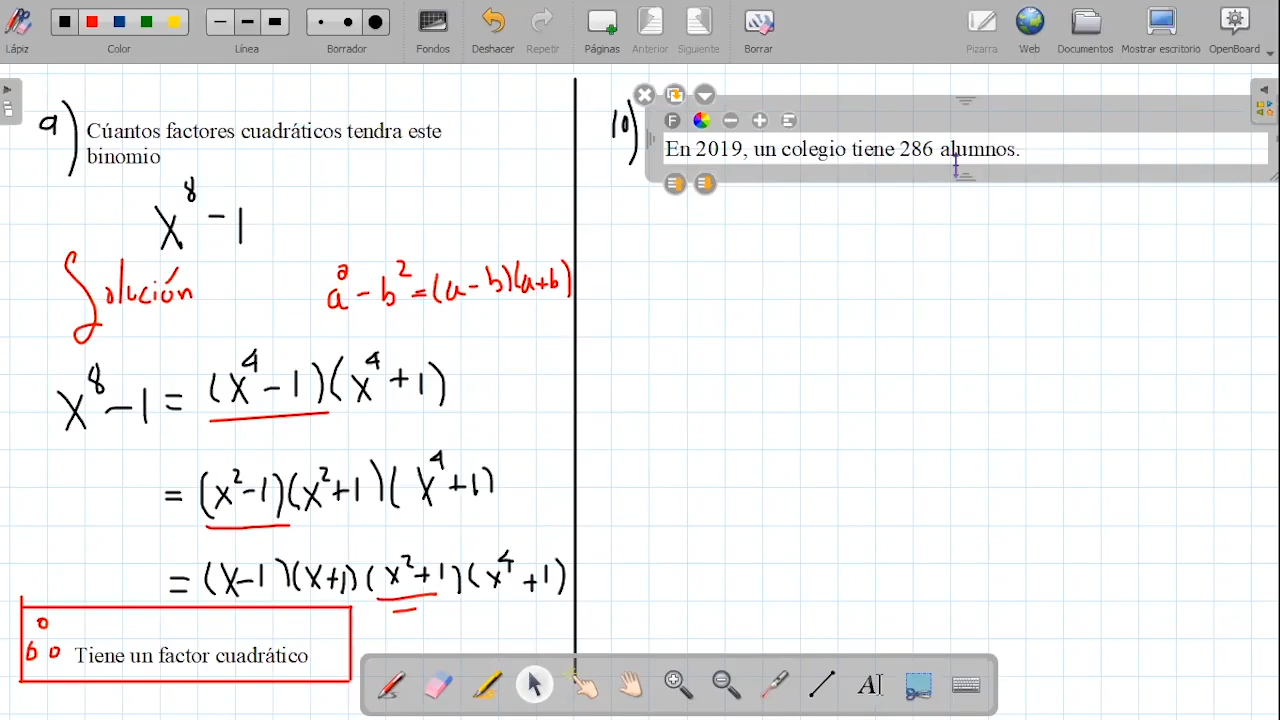 Lápiz
Color
Línea
Borrador
Fondos
Deshacer
Repetir
Páginas
Anterior
Siguiente
Borrar
Pizarra
Web
Documentos
Mostrar escritorio
OpenBoard
9)
Cúantos factores cuadráticos tendra este
binomio
x⁸ - 1
Solución
a² - b² = (a - b)(a + b)
x⁸ - 1 = (x⁴ - 1)(x⁴ + 1)
= (x² - 1)(x² + 1)(x⁴ + 1)
= (x - 1)(x + 1)(x² + 1)(x⁴ + 1)
Tiene un factor cuadrático
10)
F
En 2019, un colegio tiene 286 alumnos.
A